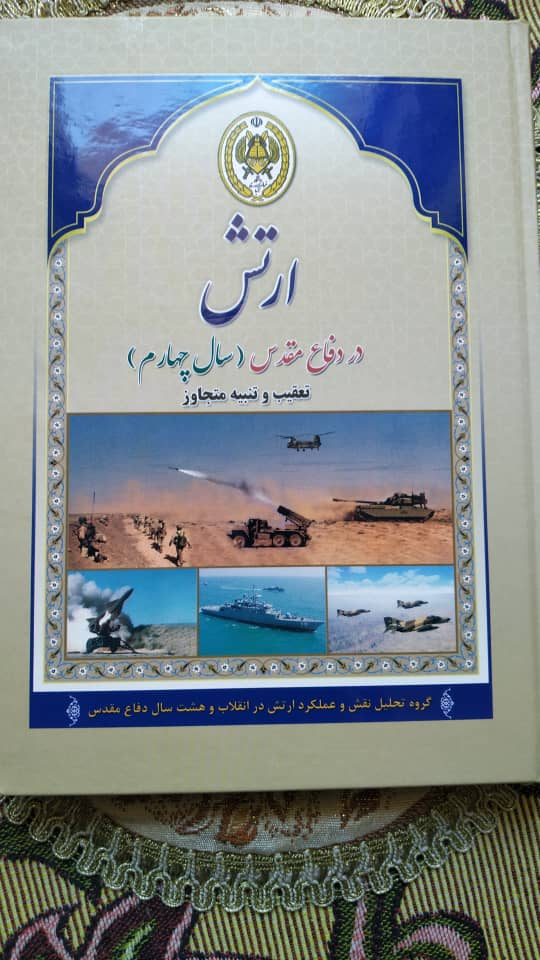 ارتش
در دفاع مقدس (سال چهارم)
تعقیب و تنبیه متجاوز
گروه تحلیل نقش و عملکرد ارتش در انقلاب و هشت سال دفاع مقدس